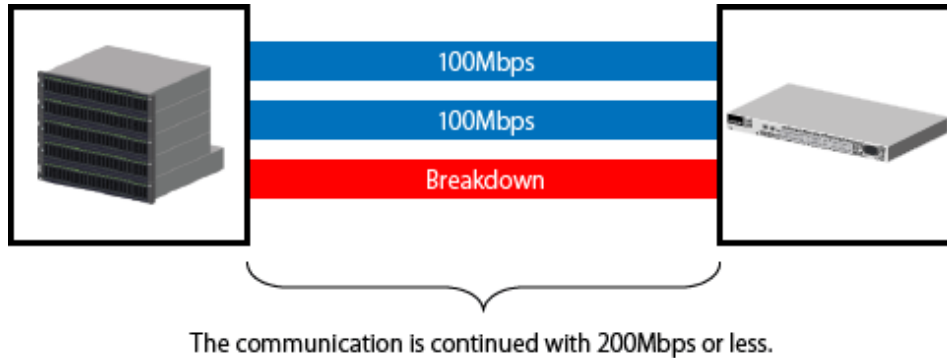 100Mbps
100Mbps
Breakdown
The communication is continued with 200Mbps or less.